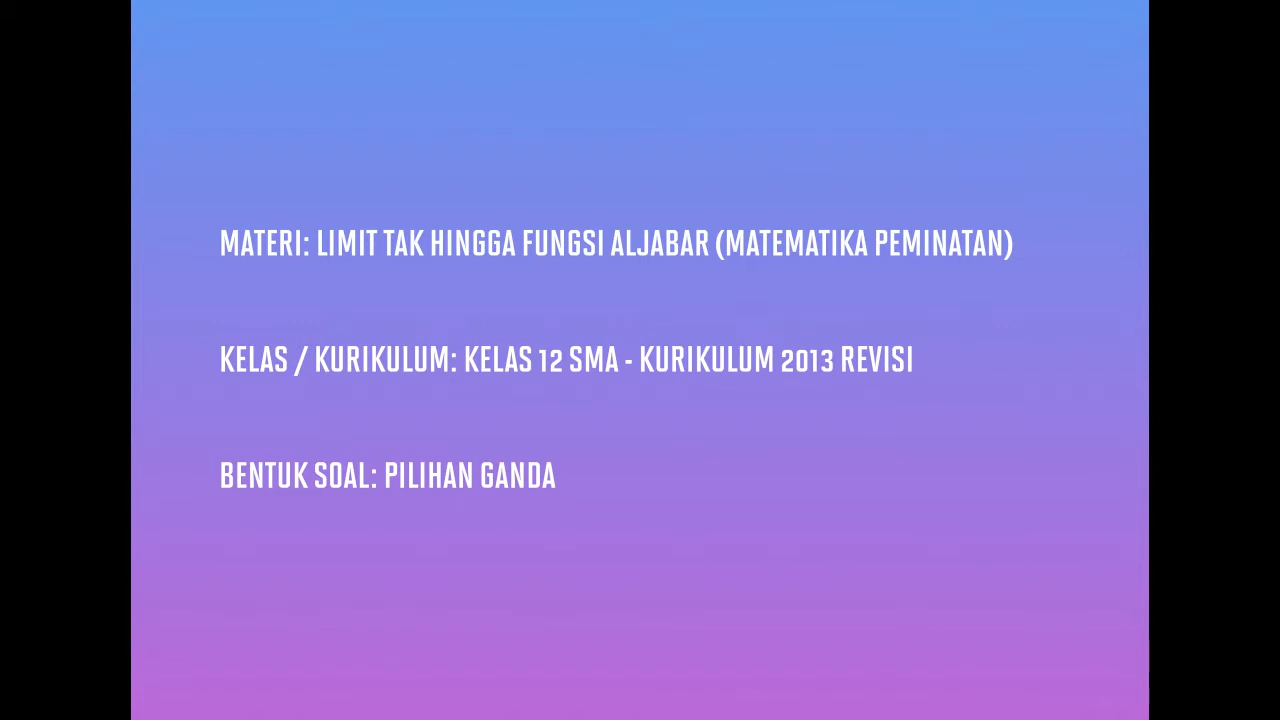 MATERI: LIMIT TAK HINGGA FUNGSI ALJABAR (MATEMATIKA PEMINATAN)
KELAS / KURIKULUM: KELAS 12 SMA - KURIKULUM 2013 REVISI
BENTUK SOAL: PILIHAN GANDA